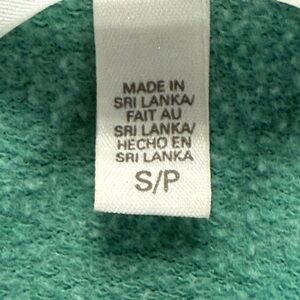 MADE IN
SRI LANKA/
FAIT AU
SRI LANKA/
HECHO EN
SRI LANKA
S/P